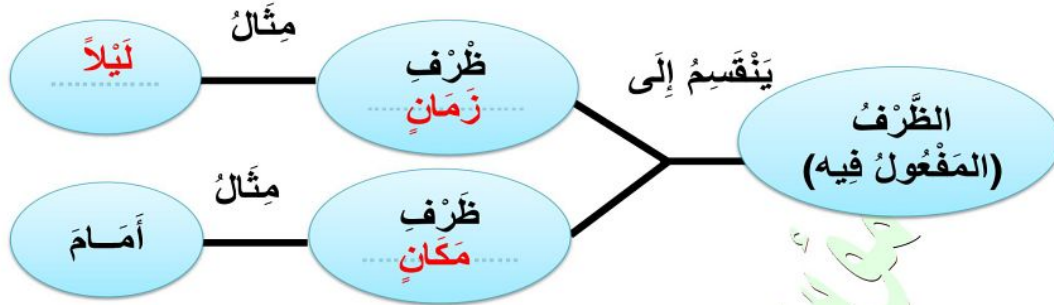 الظَّرْفُ
(المَفْعُولُ فِيه)
يَنْقَسِمُ إِلَى
ظْرْفِ
زَمَانٍ
مِثَالُ
لَيْلاً
ظَرْفِ
مَكَانٍ
مِثَالُ
أَمَـــامَ